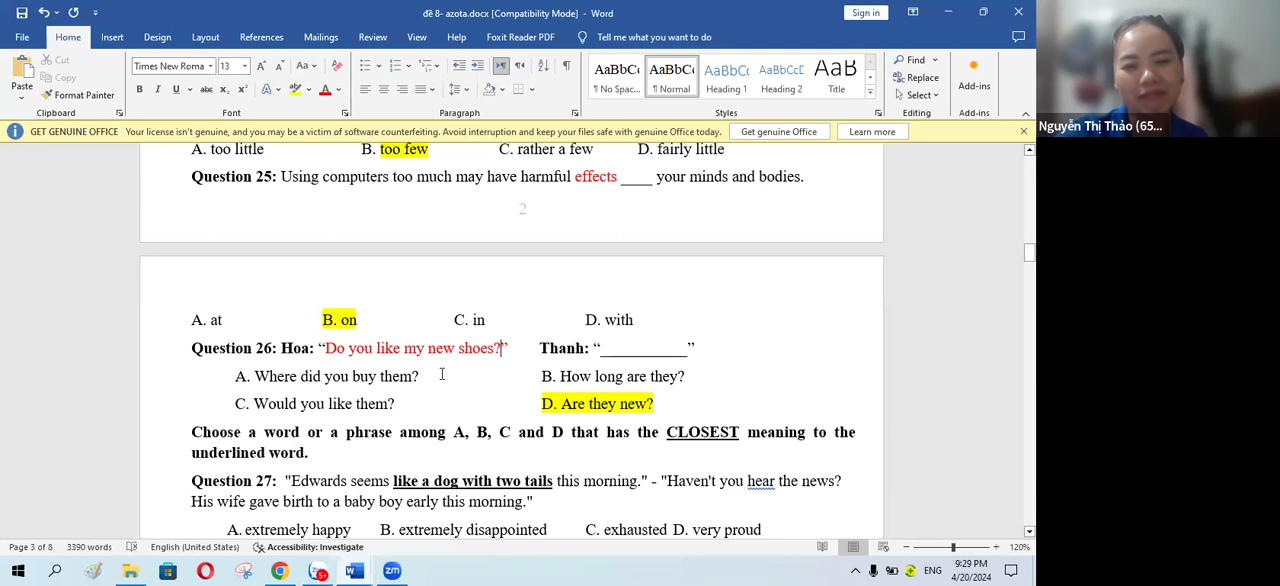 đề 8- azota.docx [Compatibility Mode] - Word
Sign in
File Home Insert Design Layout References Mailings Review View Help Foxit Reader PDF Tell me what you want to do
Paste
Cut
Copy
Format Painter
Clipboard
Times New Roma 13
Font
Paragraph
AaBbCc AaBbCc AaBbCc AaBbCcD AaB
¶ No Spac... ¶ Normal Heading 1 Heading 2 Title
Styles
Find
Replace
Select
Editing
Add-ins
Add-ins
GET GENUINE OFFICE Your license isn't genuine, and you may be a victim of software counterfeiting. Avoid interruption and keep your files safe with genuine Office today. Get genuine Office Learn more
Nguyễn Thị Thảo (65...
A. too little B. too few C. rather a few D. fairly little
Question 25: Using computers too much may have harmful effects ____ your minds and bodies.
2
A. at B. on C. in D. with
Question 26: Hoa: “Do you like my new shoes?” Thanh: “___________”
A. Where did you buy them? B. How long are they?
C. Would you like them? D. Are they new?
Choose a word or a phrase among A, B, C and D that has the CLOSEST meaning to the
underlined word.
Question 27: "Edwards seems like a dog with two tails this morning." - "Haven't you hear the news?
His wife gave birth to a baby boy early this morning."
A. extremely happy B. extremely disappointed C. exhausted D. very proud
Page 3 of 8 3390 words English (United States) Accessibility: Investigate 120%
ENG
9:29 PM
4/20/2024